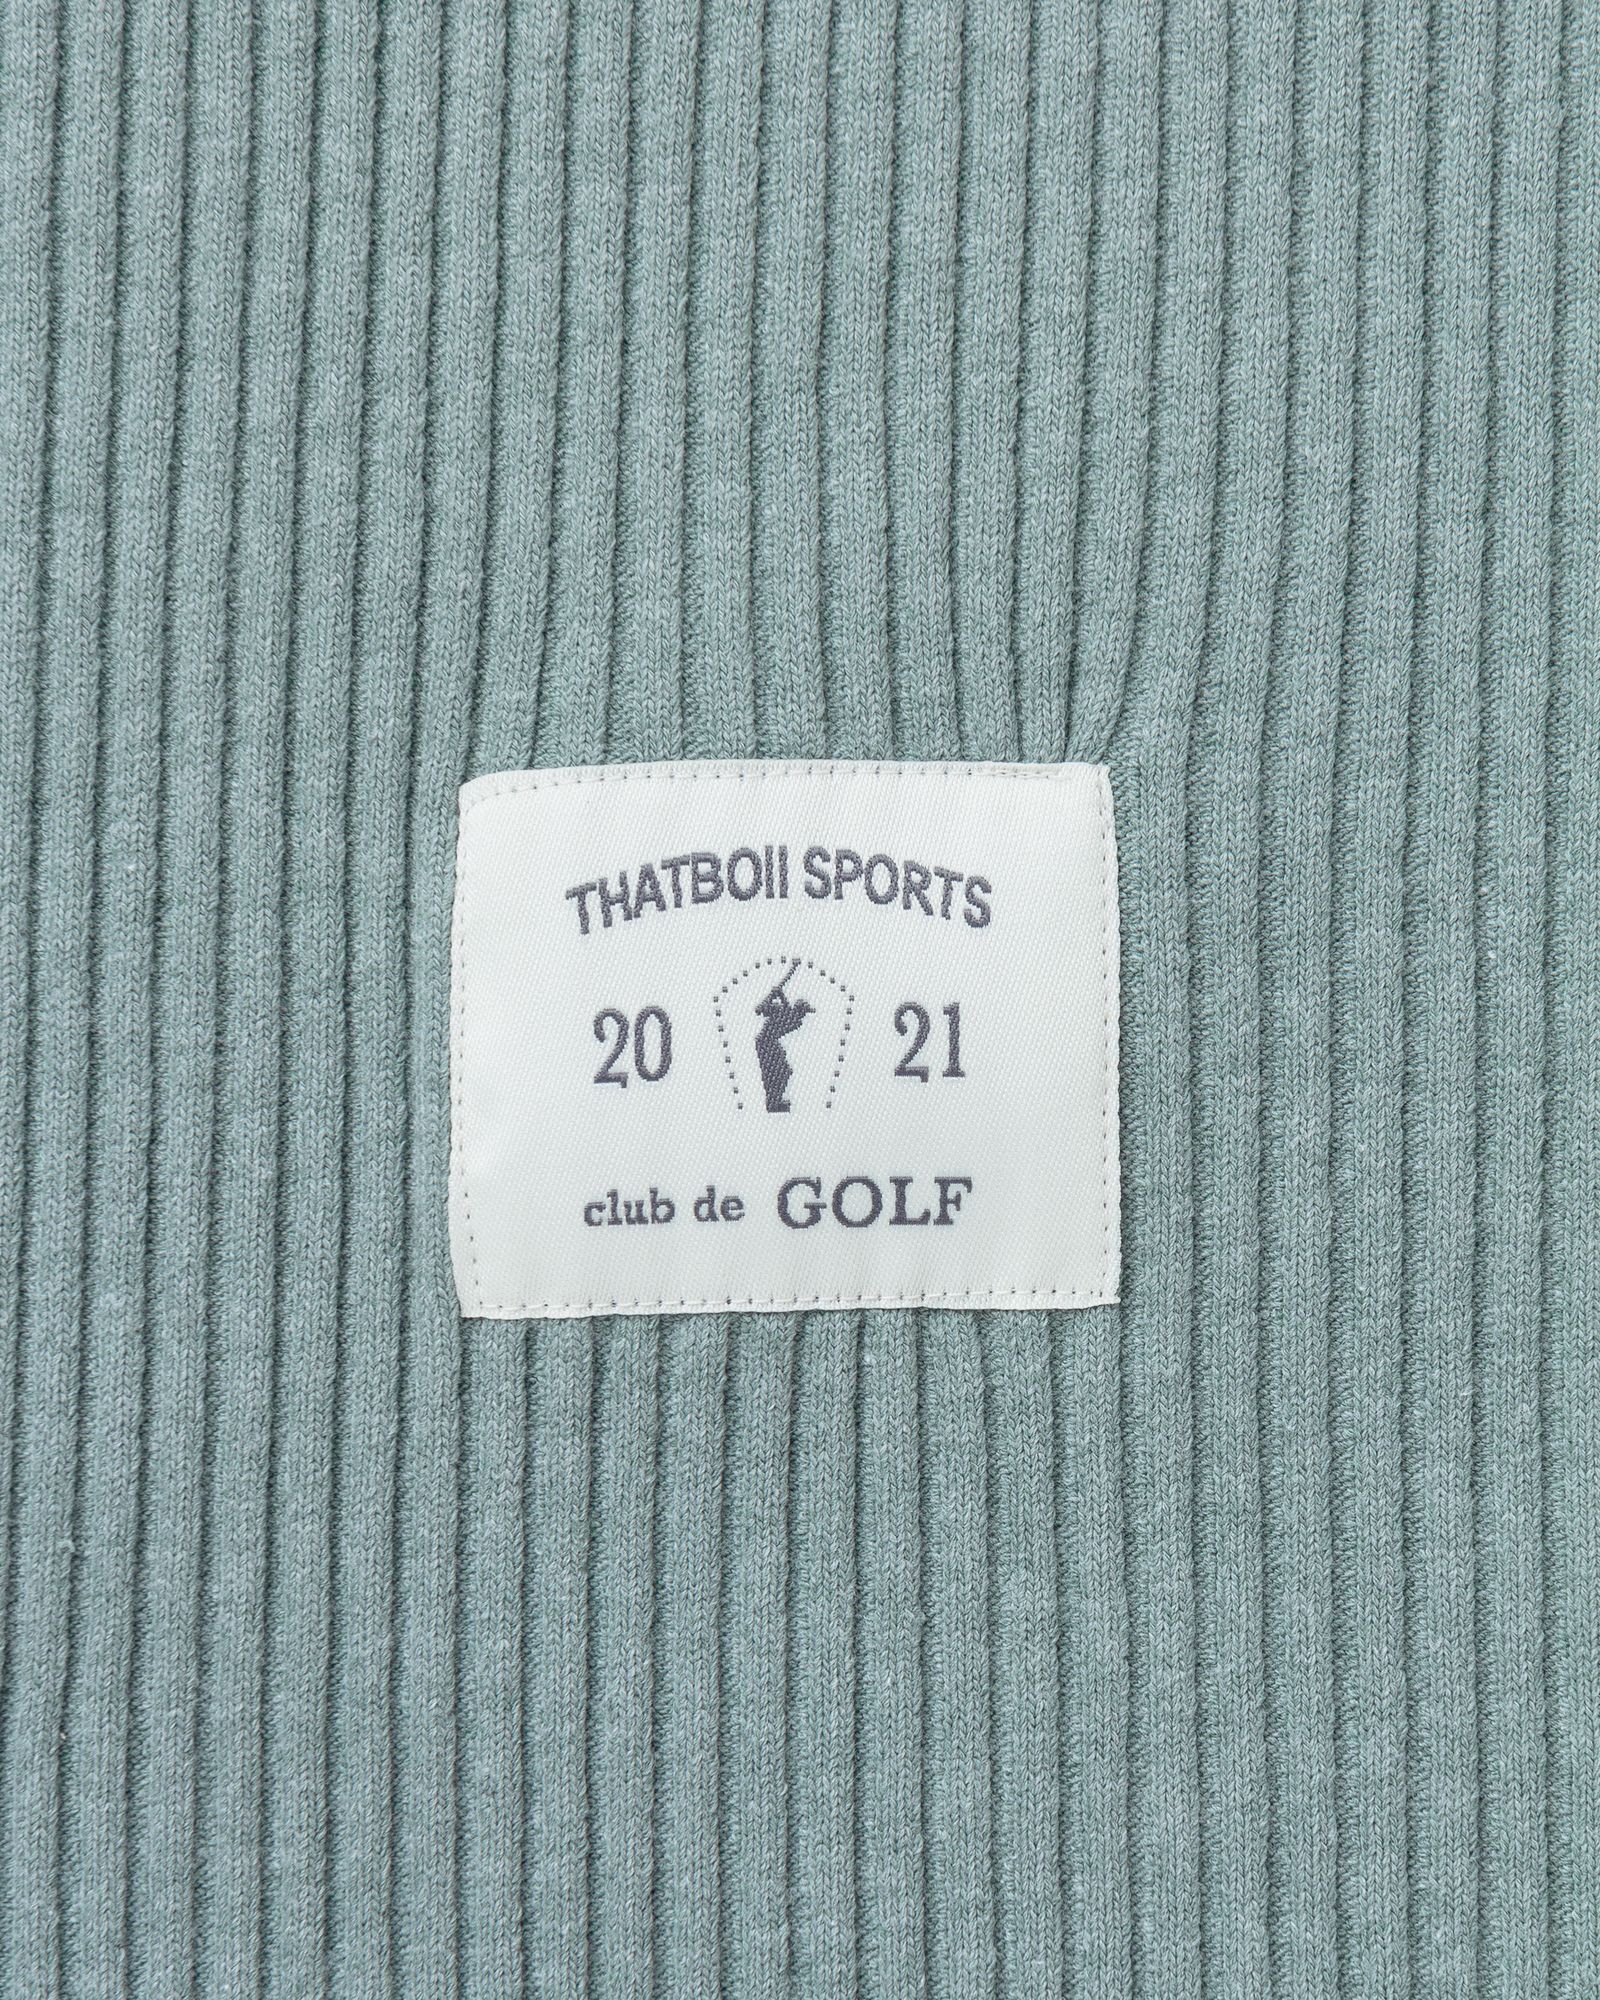 THATBOII SPORTS
20 21
club de GOLF